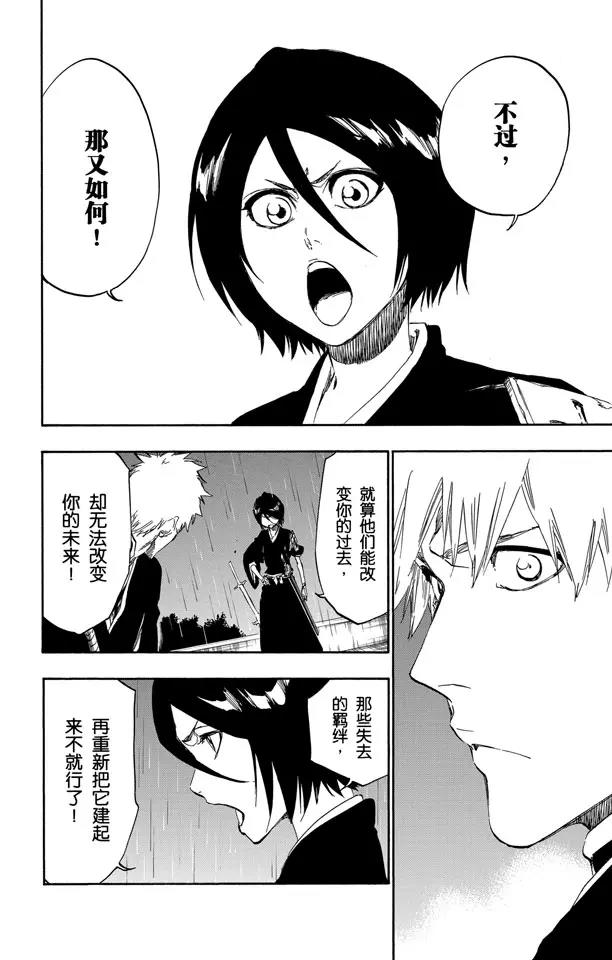 不过，
那又如何！
就算他们能改
变你的过去，
却无法改变
你的未来！
那些失去
的羁绊，
再重新把它建起
来不就行了！